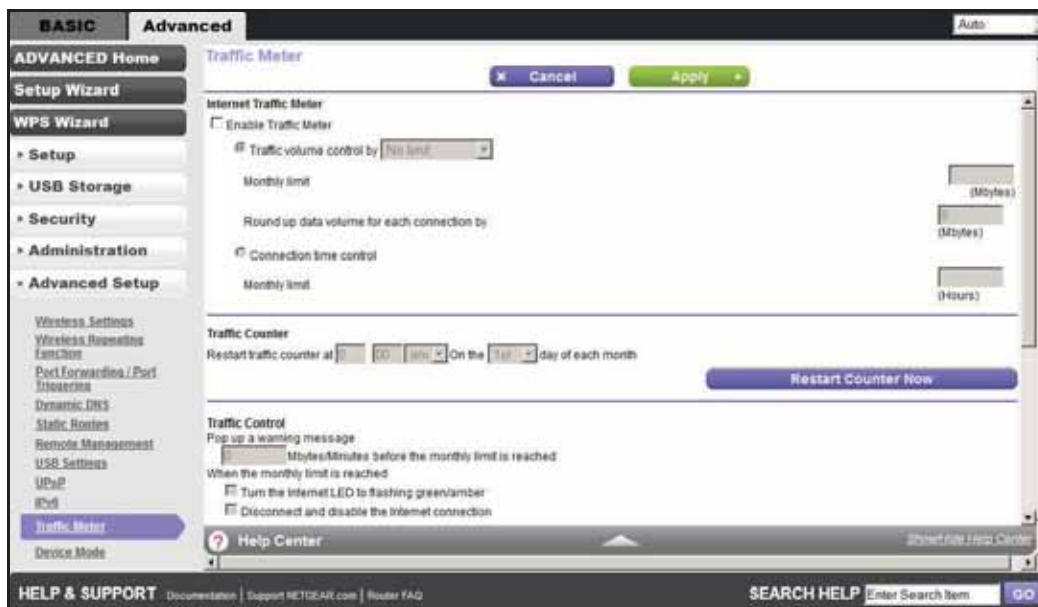 BASIC
Advanced
Auto
ADVANCED Home
Setup Wizard
WPS Wizard
▸ Setup
▸ USB Storage
▸ Security
▸ Administration
▾ Advanced Setup
Wireless Settings
Wireless Repeating
Function
Port Forwarding / Port
Triggering
Dynamic DNS
Static Routes
Remote Management
USB Settings
UPnP
IPv6
Traffic Meter
Device Mode
Traffic Meter
X Cancel
Apply ▸
Internet Traffic Meter
Enable Traffic Meter
Traffic volume control by No limit
Monthly limit
(Mbytes)
Round up data volume for each connection by
0
(Mbytes)
Connection time control
Monthly limit
(Hours)
Traffic Counter
Restart traffic counter at 0 00 am On the 1st day of each month
Restart Counter Now
Traffic Control
Pop up a warning message
0 Mbytes/Minutes before the monthly limit is reached
When the monthly limit is reached
Turn the Internet LED to flashing green/amber
Disconnect and disable the Internet connection
? Help Center
Show/Hide Help Center
HELP & SUPPORT Documentation | Support NETGEAR.com | Router FAQ
SEARCH HELP Enter Search Item GO